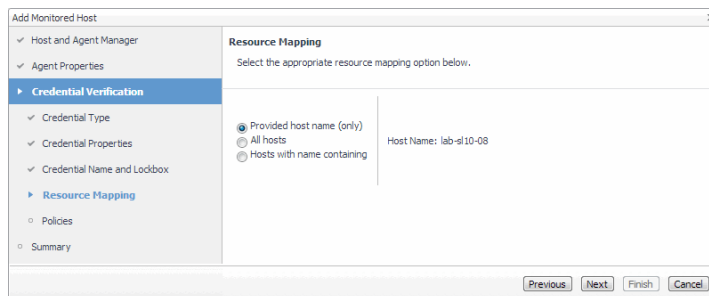 Add Monitored Host
Host and Agent Manager
Agent Properties
Credential Verification
Credential Type
Credential Properties
Credential Name and Lockbox
Resource Mapping
Policies
Summary
Resource Mapping
Select the appropriate resource mapping option below.
Provided host name (only)
All hosts
Hosts with name containing
Host Name: lab-sl10-08
Previous
Next
Finish
Cancel